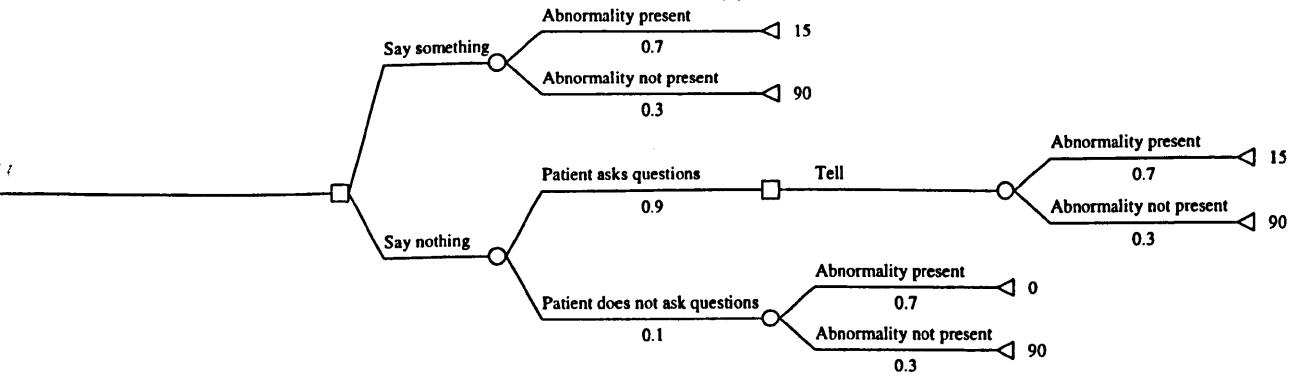 Abnormality present
15
0.7
Say something
Abnormality not present
90
0.3
Abnormality present
15
0.7
Patient asks questions
Tell
0.9
Abnormality not present
90
0.3
Say nothing
Abnormality present
0
0.7
Patient does not ask questions
0.1
Abnormality not present
90
0.3